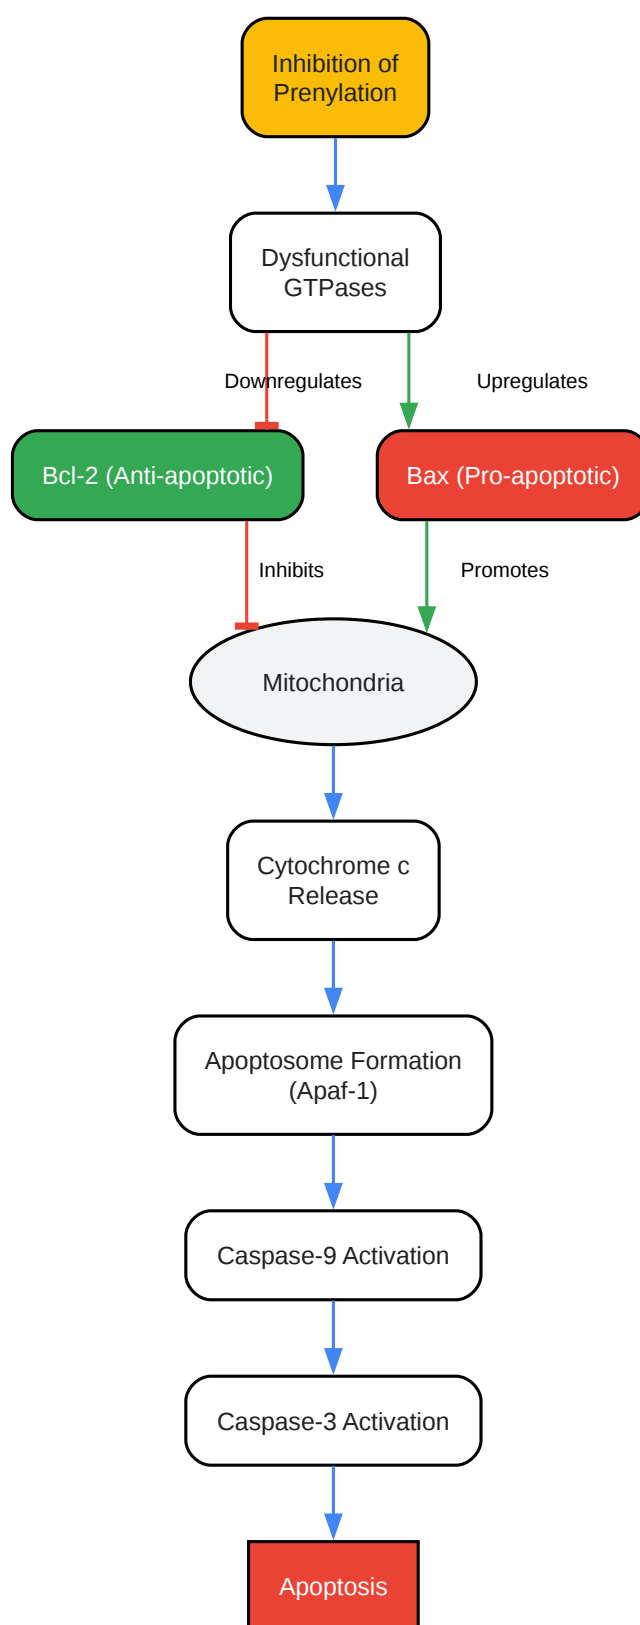 Inhibition of
Prenylation
Dysfunctional
GTPases
Downregulates
Upregulates
Bcl-2 (Anti-apoptotic)
Bax (Pro-apoptotic)
Inhibits
Promotes
Mitochondria
Cytochrome c
Release
Apoptosome Formation
(Apaf-1)
Caspase-9 Activation
Caspase-3 Activation
Apoptosis